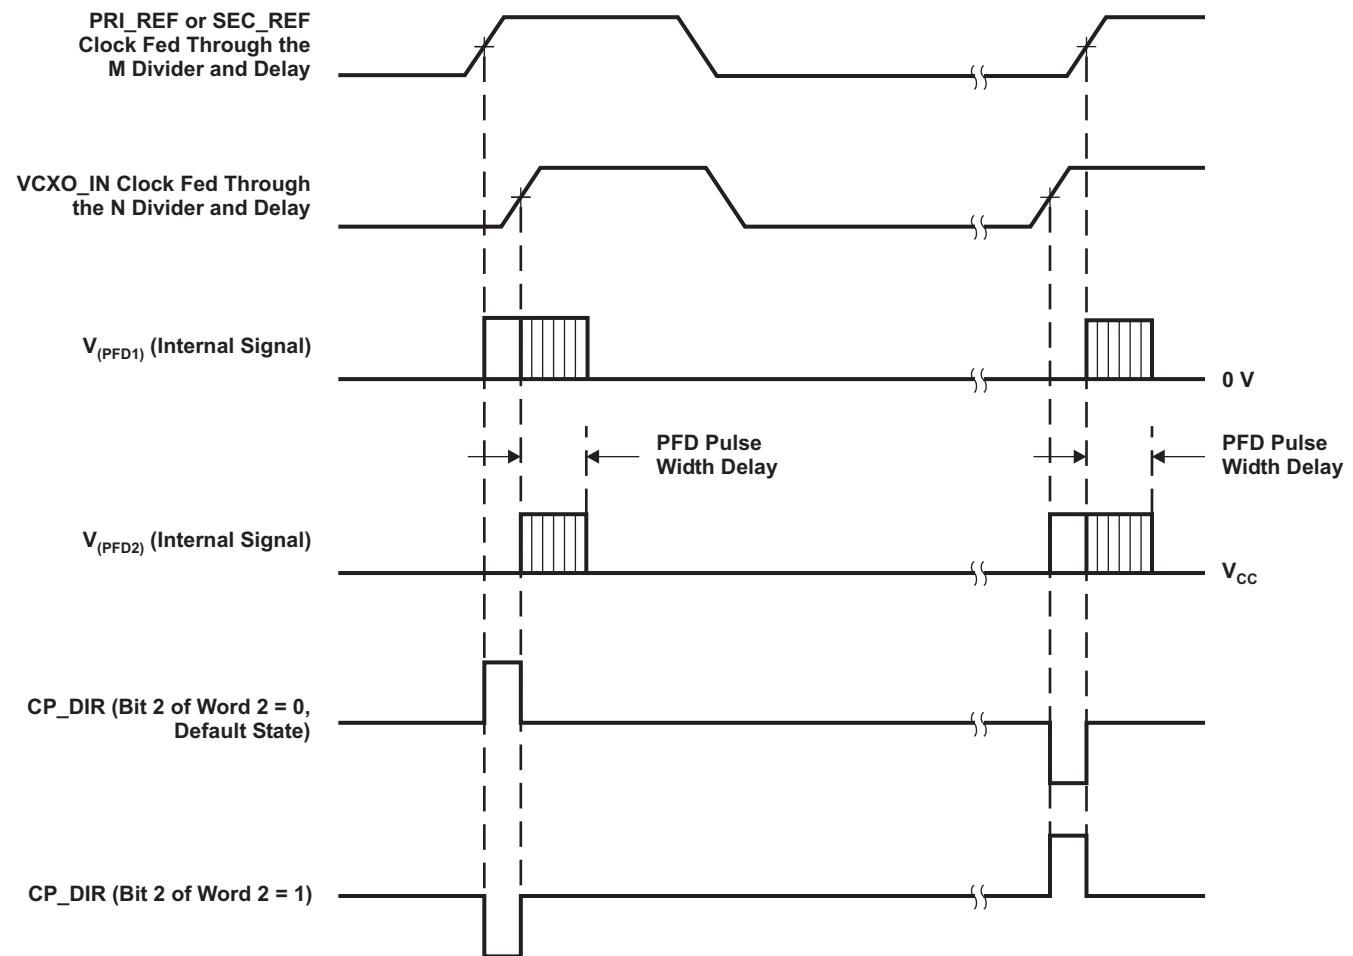 PRI_REF or SEC_REF
Clock Fed Through the
M Divider and Delay
VCXO_IN Clock Fed Through
the N Divider and Delay
V(PFD1) (Internal Signal)
0 V
PFD Pulse
Width Delay
PFD Pulse
Width Delay
V(PFD2) (Internal Signal)
VCC
CP_DIR (Bit 2 of Word 2 = 0,
Default State)
CP_DIR (Bit 2 of Word 2 = 1)